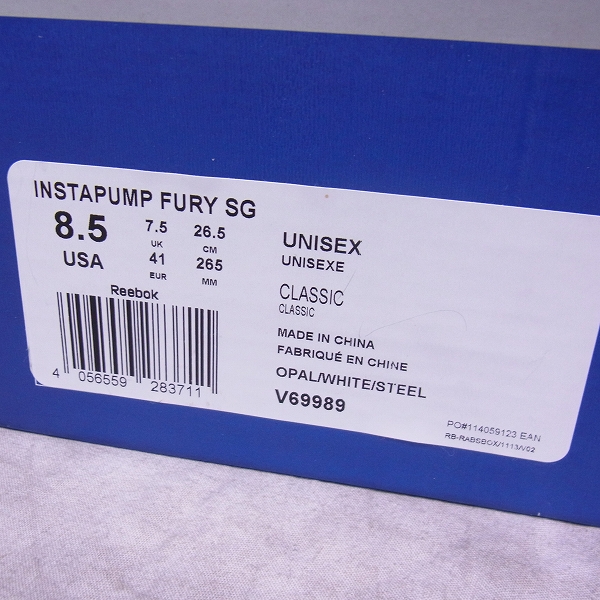 INSTAPUMP FURY SG
8.5 7.5 26.5
UK CM
USA 41 265
EUR MM
Reebok
4 056559 283711
UNISEX
UNISEXE
CLASSIC
CLASSIC
MADE IN CHINA
FABRIQUÉ EN CHINE
OPAL/WHITE/STEEL
V69989
PO#114059123 EAN
RB-RABSBOX/1113/V02